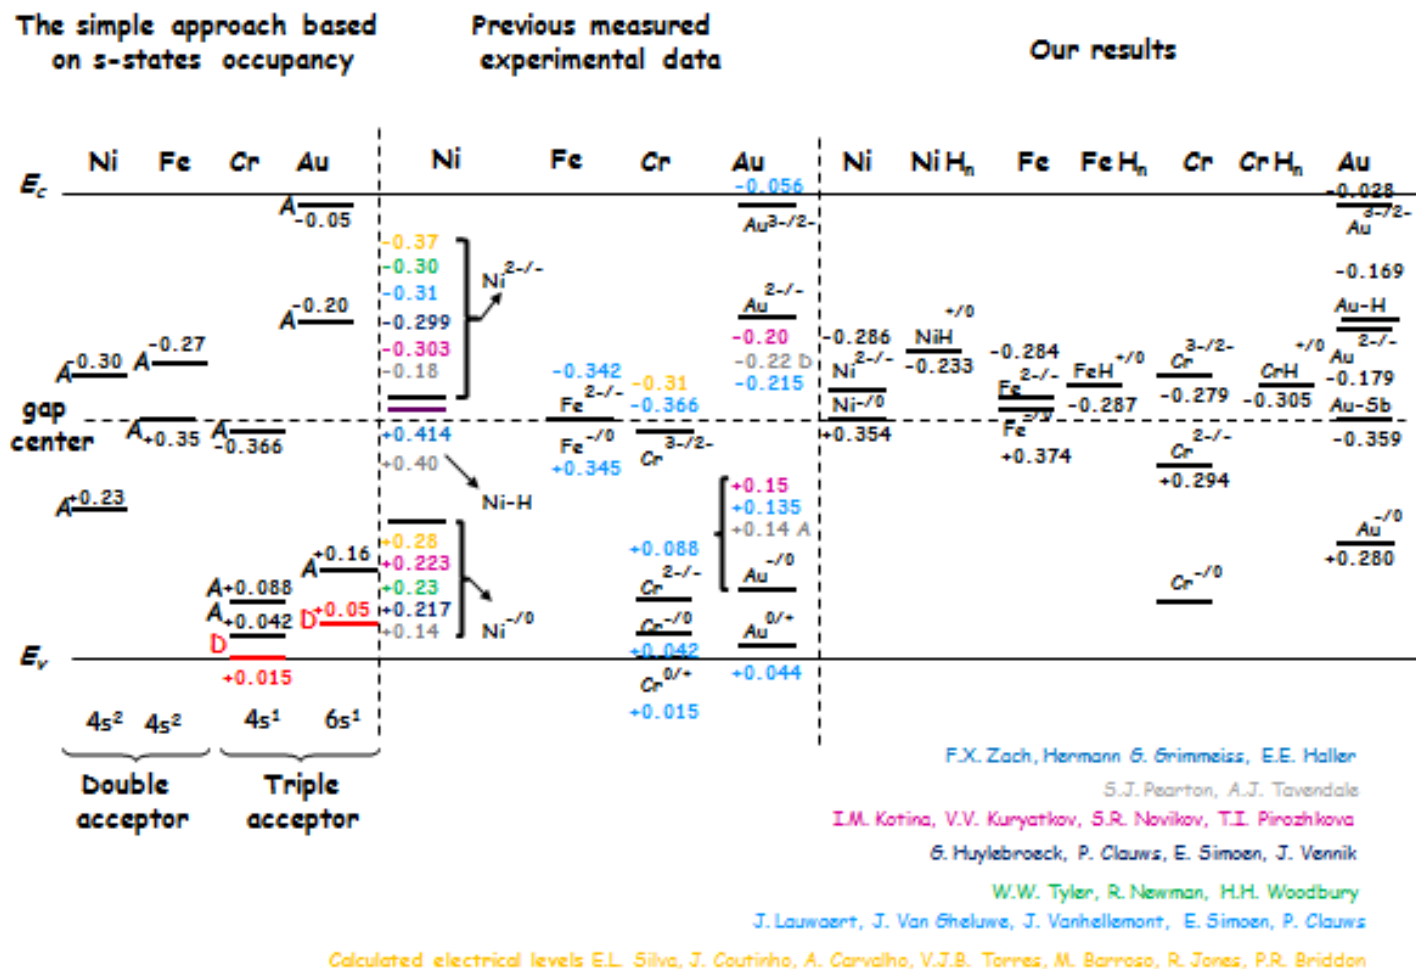 The simple approach based
on s-states occupancy
Previous measured
experimental data
Our results
Ni Fe Cr Au
Ni Fe Cr Au
Ni Ni Hn Fe Fe Hn Cr Cr Hn Au
Ec
A
-0.05
A
-0.20
A
-0.30
A
-0.27
gap
center
A
+0.35
A
-0.366
A
+0.23
A
+0.16
A
+0.088
A
+0.042
D
+0.05
D
+0.015
Ev
4s2 4s2 4s1 6s1
Double
acceptor
Triple
acceptor
-0.37
-0.30
-0.31
-0.299
-0.303
-0.18
Ni2-/-
+0.414
+0.40
Ni-H
+0.28
+0.223
+0.23
+0.217
+0.14
Ni-/0
-0.342
Fe2-/-
Fe-/0
+0.345
-0.31
-0.366
Cr3-/2-
+0.088
Cr2-/-
Cr-/0
+0.042
Cr0/+
+0.015
-0.056
Au3-/2-
Au2-/-
-0.20
-0.22 D
-0.215
+0.15
+0.135
+0.14 A
Au-/0
Au0/+
+0.044
-0.286
Ni2-/-
Ni-/0
+0.354
+/0
NiH
-0.233
-0.284
Fe2-/-
Fe-/0
+0.374
FeH+/0
-0.287
Cr3-/2-
-0.279
Cr2-/-
+0.294
Cr-/0
+/0
CrH
-0.305
-0.028
Au3-/2-
-0.169
Au-H
Au2-/-
-0.179
Au-Sb
-0.359
Au-/0
+0.280
F.X. Zach, Hermann G. Grimmeiss, E.E. Haller
S.J. Pearton, A.J. Tavendale
I.M. Kotina, V.V. Kuryatkov, S.R. Novikov, T.I. Pirozhkova
G. Huylebroeck, P. Clauws, E. Simoen, J. Vennik
W.W. Tyler, R. Newman, H.H. Woodbury
J. Lauwaert, J. Van Gheluwe, J. Vanhellemont, E. Simoen, P. Clauws
Calculated electrical levels E.L. Silva, J. Coutinho, A. Carvalho, V.J.B. Torres, M. Barroso, R. Jones, P.R. Briddon